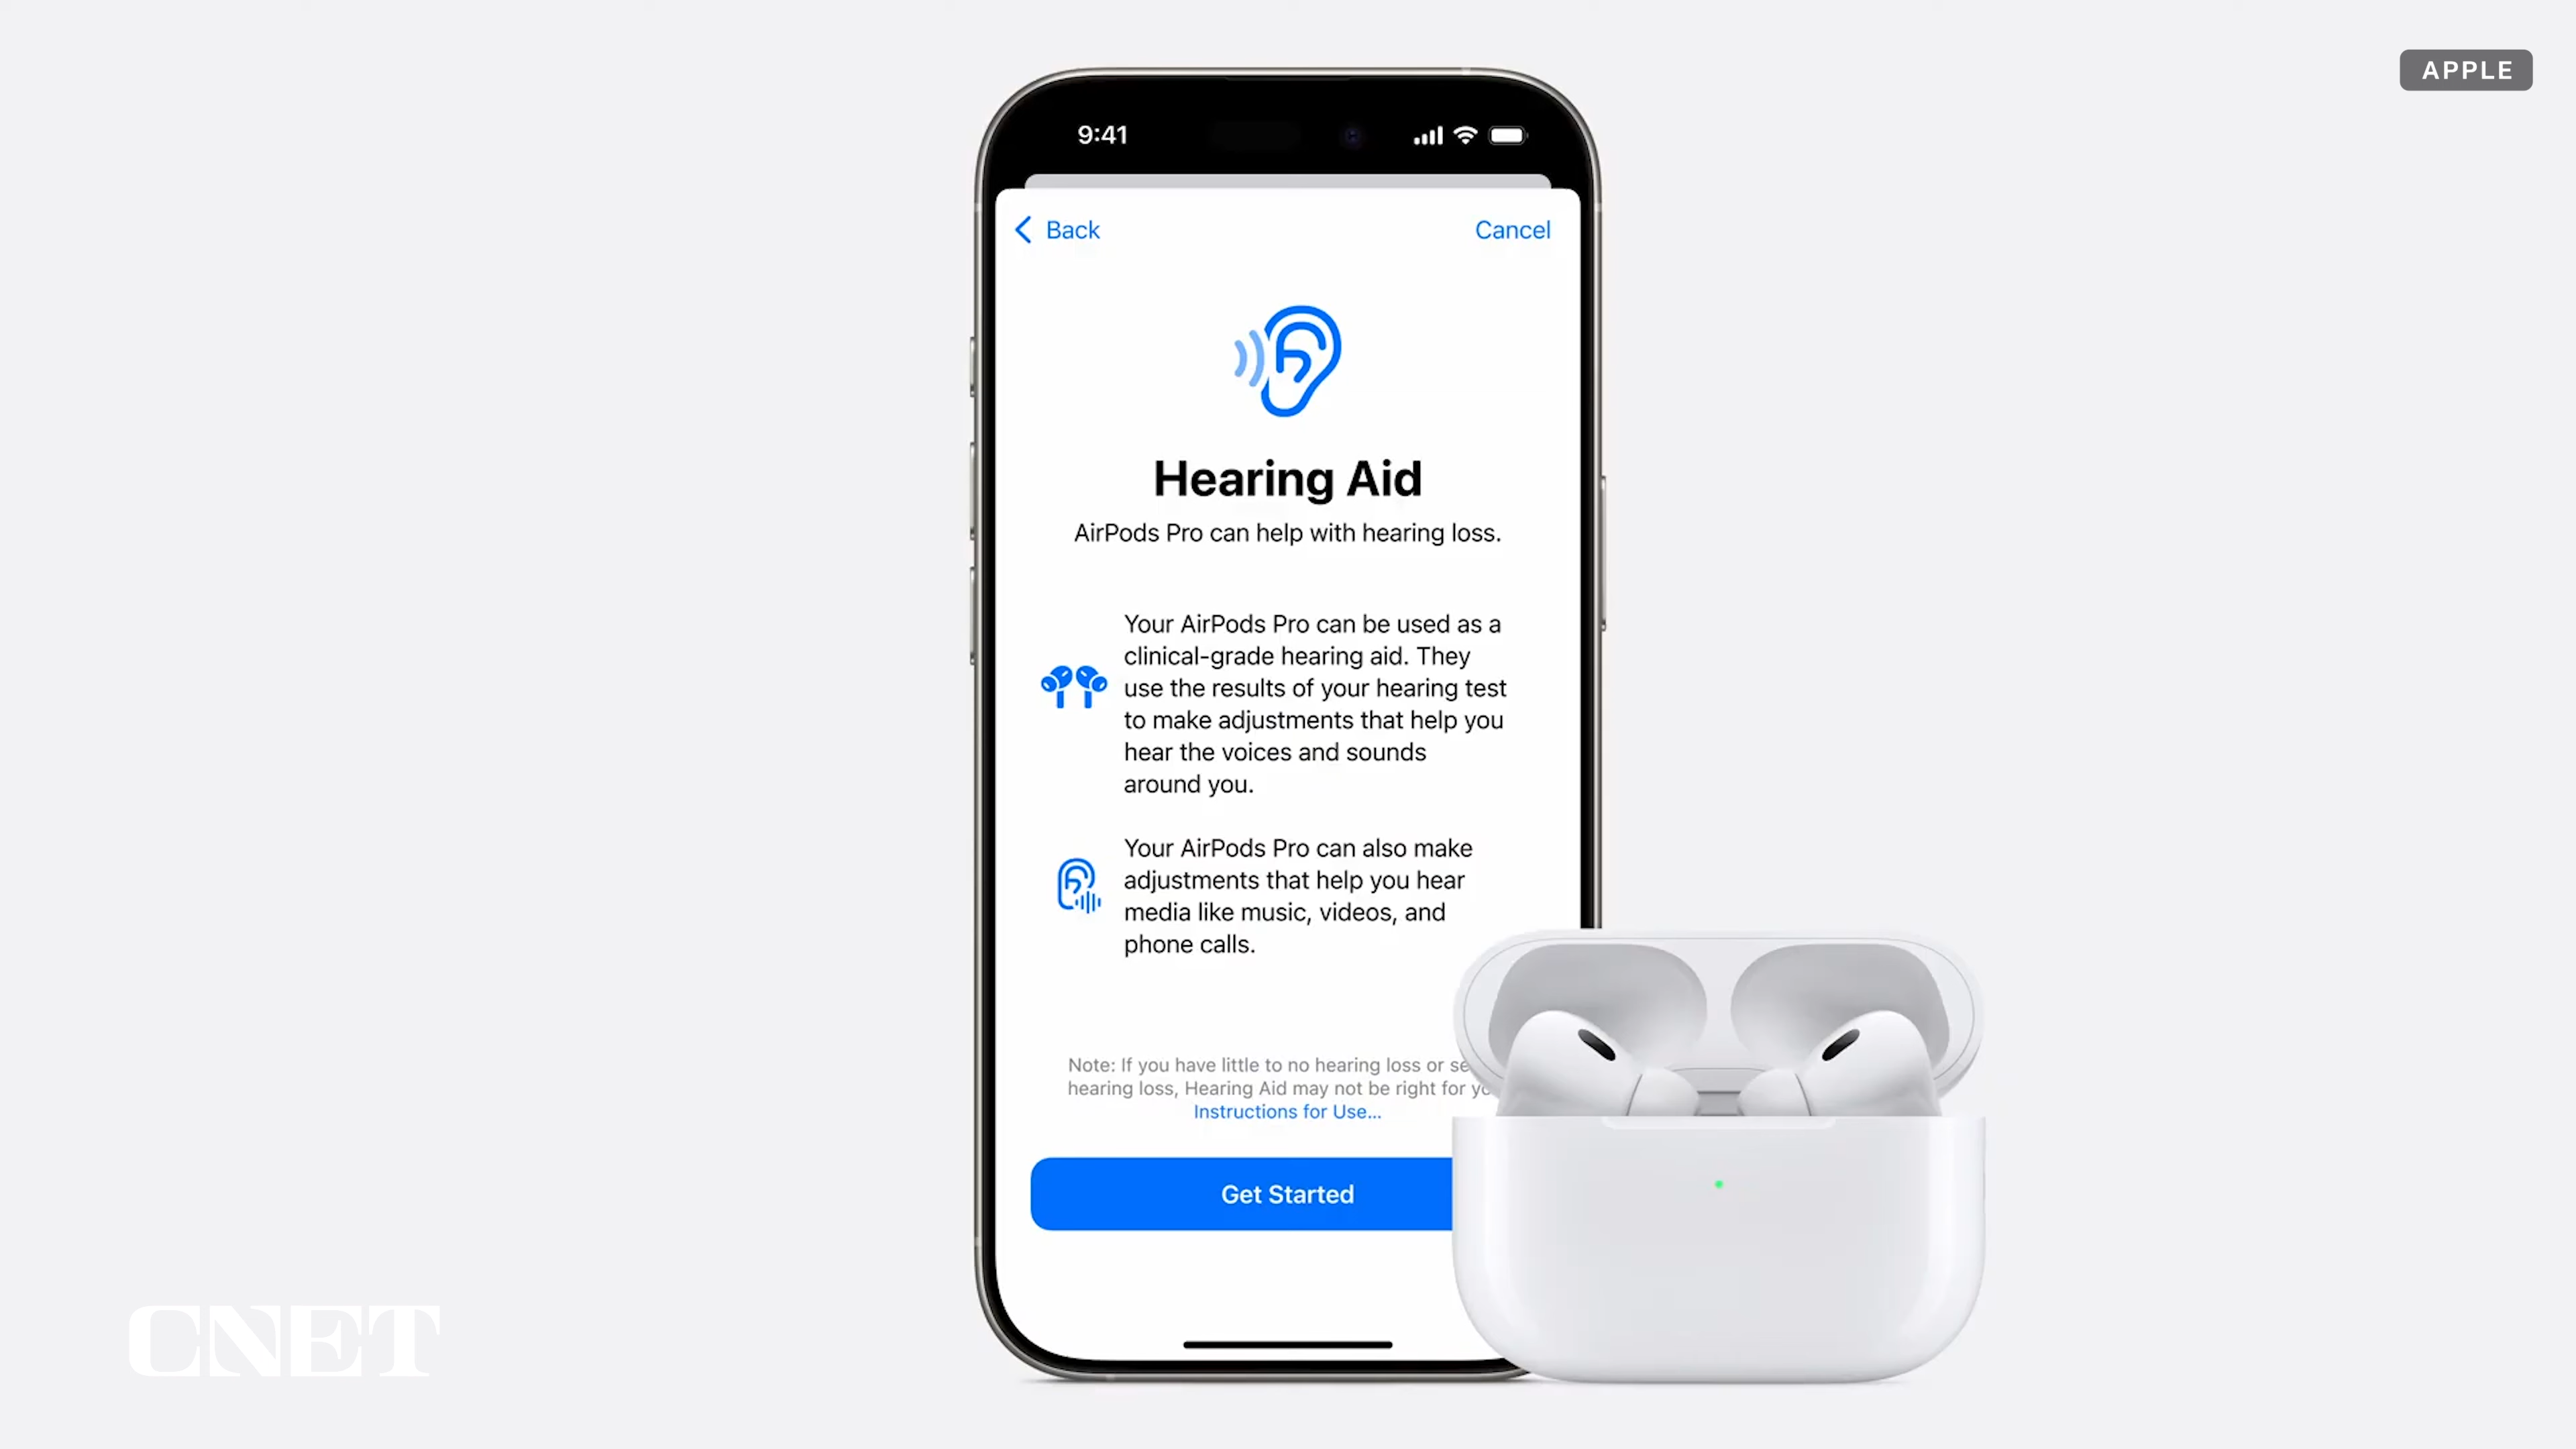 APPLE
9:41
Back
Cancel
Hearing Aid
AirPods Pro can help with hearing loss.
Your AirPods Pro can be used as a
clinical-grade hearing aid. They
use the results of your hearing test
to make adjustments that help you
hear the voices and sounds
around you.
Your AirPods Pro can also make
adjustments that help you hear
media like music, videos, and
phone calls.
Note: If you have little to no hearing loss or
hearing loss, Hearing Aid may not be right for
Instructions for Use...
Get Started
CNET